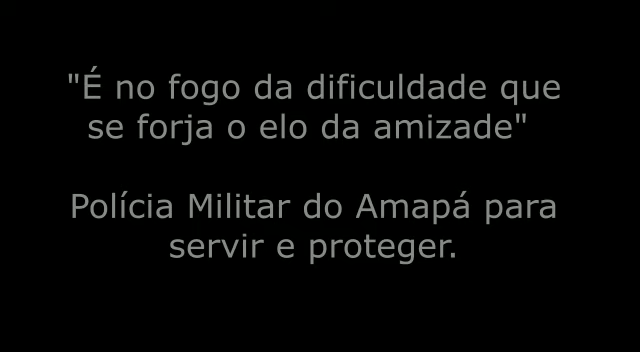 "É no fogo da dificuldade que
se forja o elo da amizade"
Polícia Militar do Amapá para
servir e proteger.